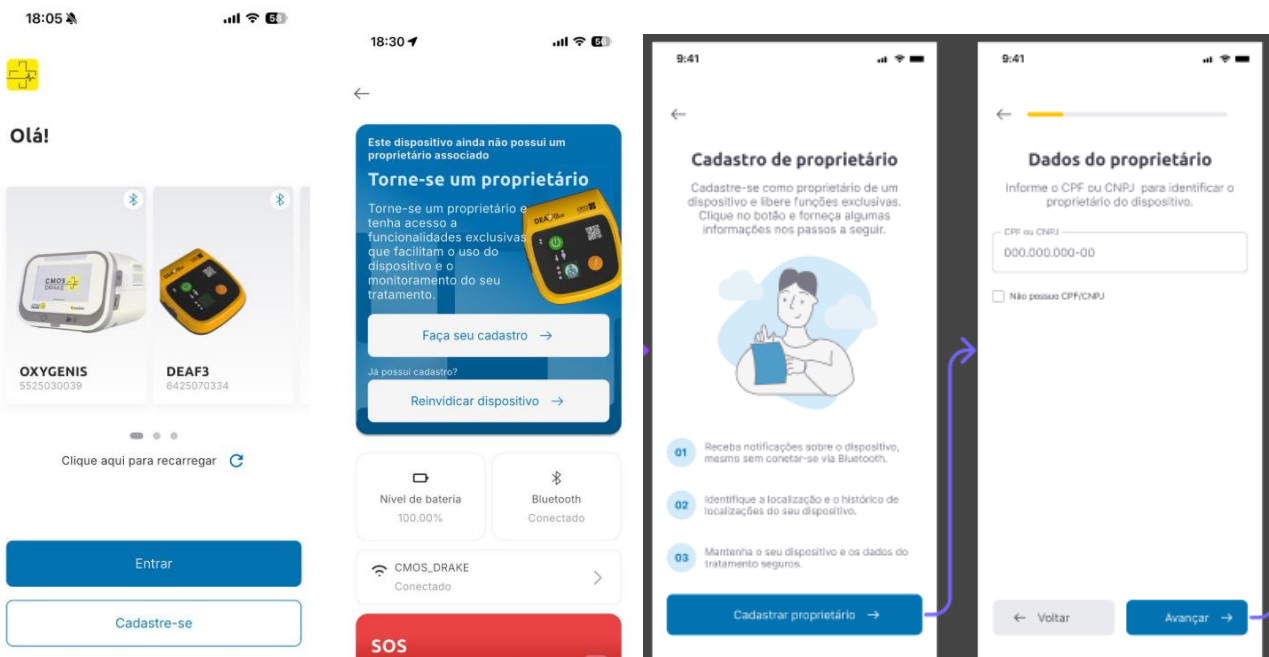 18:05
58
Olá!
CMOS
DRAKE
OXYGENIS
5525030039
DEAF3
6425070334
Clique aqui para recarregar
Entrar
Cadastre-se
18:30
56
Este dispositivo ainda não possui um
proprietário associado
Torne-se um proprietário
Torne-se um proprietário e
tenha acesso a
funcionalidades exclusivas
que facilitam o uso do
dispositivo e o
monitoramento do seu
tratamento.
Faça seu cadastro →
Já possui cadastro?
Reinvidicar dispositivo →
Nível de bateria
100.00%
Bluetooth
Conectado
CMOS_DRAKE
Conectado
SOS
9:41
Cadastro de proprietário
Cadastre-se como proprietário de um
dispositivo e libere funções exclusivas.
Clique no botão e forneça algumas
informações nos passos a seguir.
01 Receba notificações sobre o dispositivo,
mesmo sem conetar-se via Bluetooth.
02 Identifique a localização e o histórico de
localizações do seu dispositivo.
03 Mantenha o seu dispositivo e os dados do
tratamento seguros.
Cadastrar proprietário →
9:41
Dados do proprietário
Informe o CPF ou CNPJ para identificar o
proprietário do dispositivo.
CPF ou CNPJ
000.000.000-00
Não possuo CPF/CNPJ
← Voltar
Avançar →